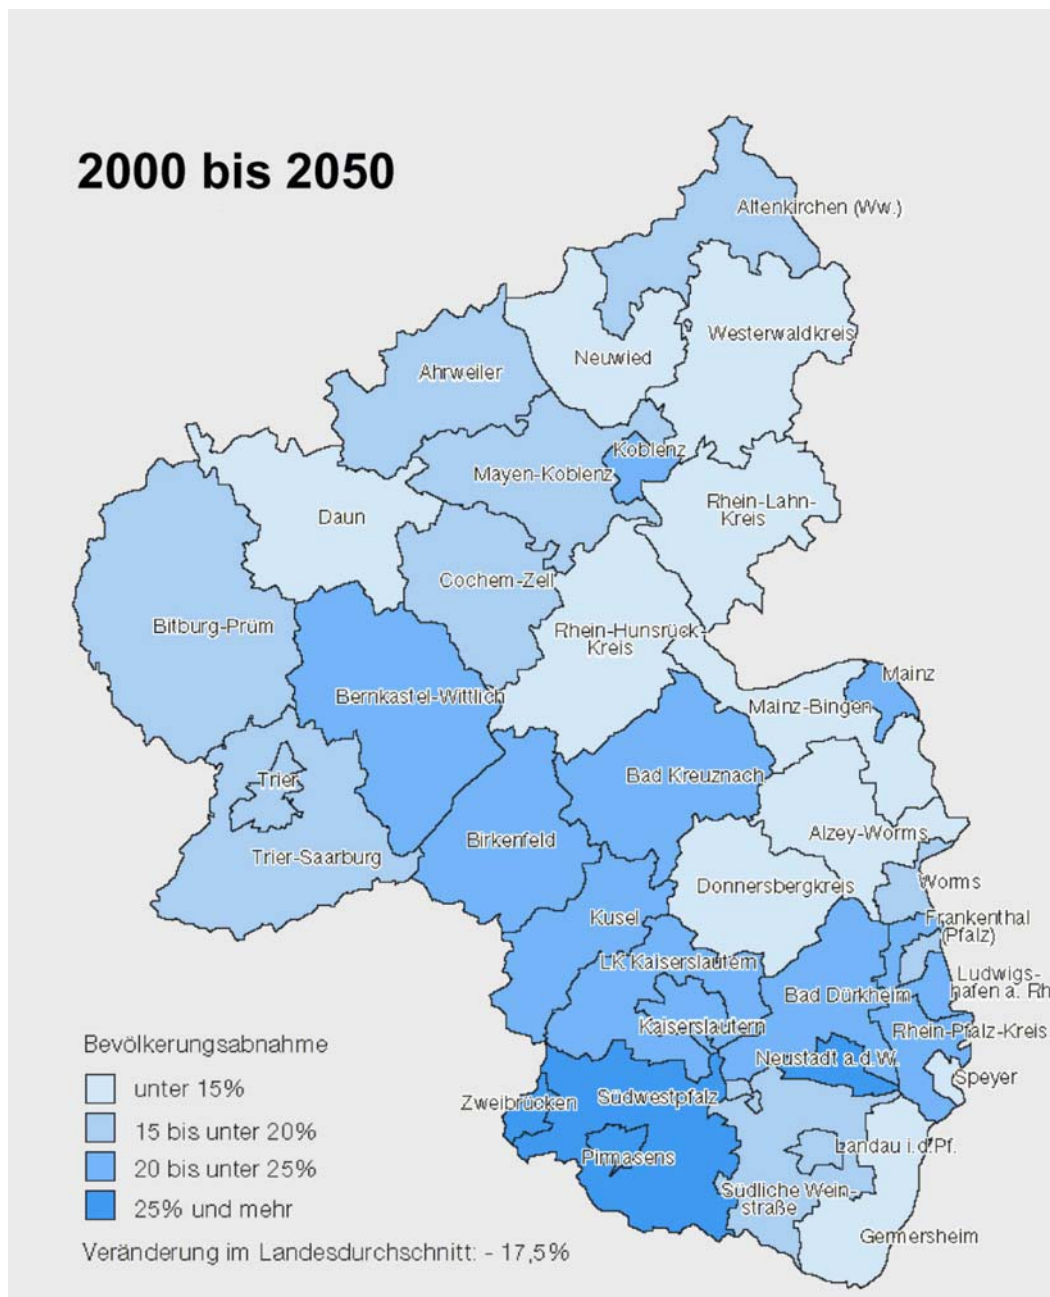 2000 bis 2050
Altenkirchen (Ww.)
Westerwaldkreis
Neuwied
Ahrweiler
Koblenz
Mayen-Koblenz
Rhein-Lahn-
Kreis
Daun
Cochem-Zell
Bitburg-Prüm
Rhein-Hunsrück-
Kreis
Mainz
Bernkastel-Wittlich
Mainz-Bingen
Trier
Bad Kreuznach
Alzey-Worms
Birkenfeld
Trier-Saarburg
Worms
Donnersbergkreis
Kusel
Frankenthal
(Pfalz)
LK Kaiserslautern
Ludwigs-
hafen a. Rh
Bad Dürkheim
Kaiserslautern
Rhein-Pfalz-Kreis
Neustadt a.d.W.
Speyer
Zweibrücken
Südwestpfalz
Landau i.d.Pf.
Pirmasens
Südliche Wein-
straße
Germersheim
Bevölkerungsabnahme
unter 15%
15 bis unter 20%
20 bis unter 25%
25% und mehr
Veränderung im Landesdurchschnitt: - 17,5%